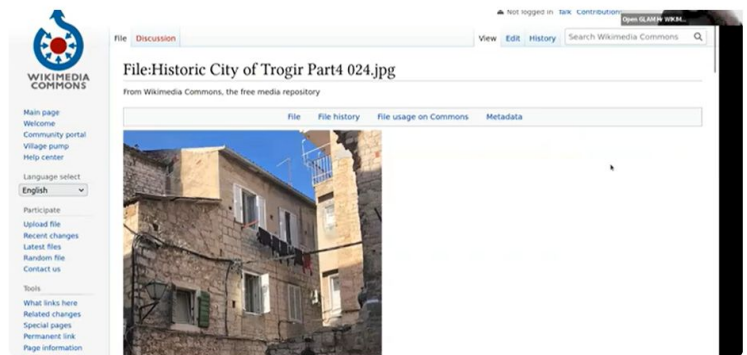 Not logged in Talk Contributions
Open GLAM
File Discussion View Edit History Search Wikimedia Commons
WIKIMEDIA
COMMONS
File:Historic City of Trogir Part4 024.jpg
From Wikimedia Commons, the free media repository
File File history File usage on Commons Metadata
Main page
Welcome
Community portal
Village pump
Help center
Language select
English
Participate
Upload file
Recent changes
Latest files
Random file
Contact us
Tools
What links here
Related changes
Special pages
Permanent link
Page information